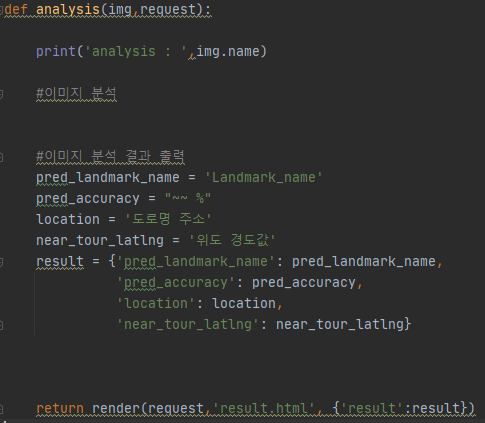 def analysis(img,request):
print('analysis : ',img.name)
#이미지 분석
#이미지 분석 결과 출력
pred_landmark_name = 'Landmark_name'
pred_accuracy = "~~ %"
location = '도로명 주소'
near_tour_latlng = '위도 경도값'
result = {'pred_landmark_name': pred_landmark_name,
'pred_accuracy': pred_accuracy,
'location': location,
'near_tour_latlng': near_tour_latlng}
return render(request,'result.html', {'result':result})